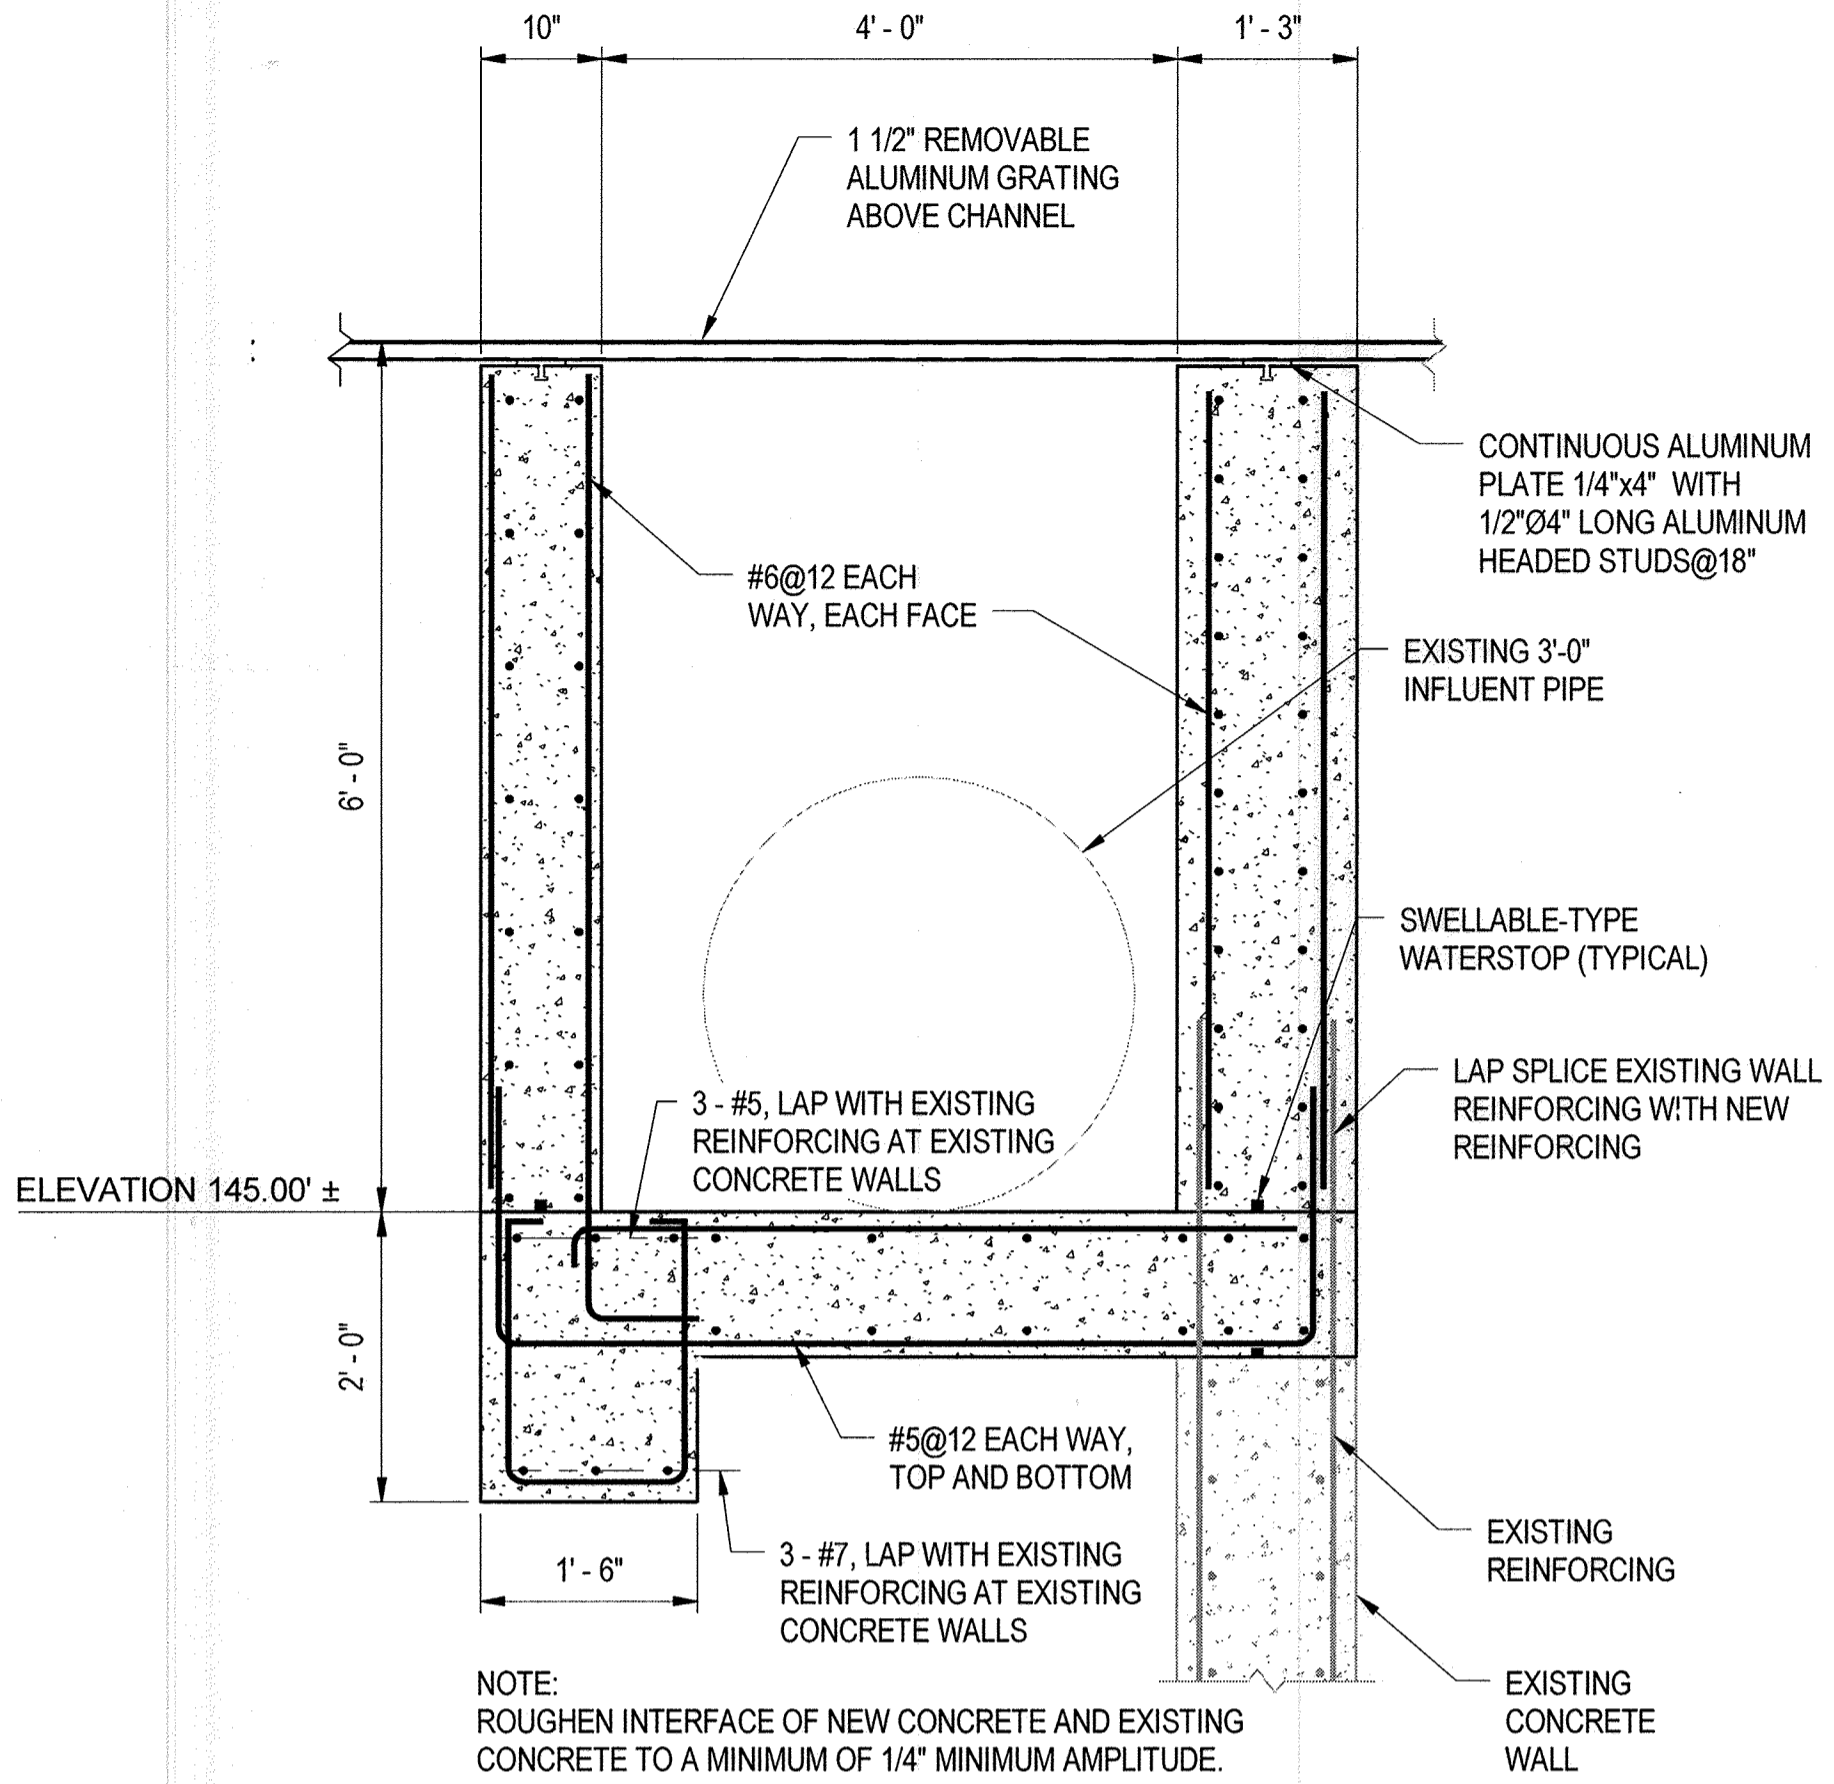 10"
4' - 0"
1' - 3"
1 1/2" REMOVABLE
ALUMINUM GRATING
ABOVE CHANNEL
CONTINUOUS ALUMINUM
PLATE 1/4"x4" WITH
1/2"Ø4" LONG ALUMINUM
HEADED STUDS@18"
#6@12 EACH
WAY, EACH FACE
EXISTING 3'-0"
INFLUENT PIPE
6' - 0"
SWELLABLE-TYPE
WATERSTOP (TYPICAL)
3 - #5, LAP WITH EXISTING
REINFORCING AT EXISTING
CONCRETE WALLS
LAP SPLICE EXISTING WALL
REINFORCING WITH NEW
REINFORCING
ELEVATION 145.00' ±
2' - 0"
#5@12 EACH WAY,
TOP AND BOTTOM
1' - 6"
3 - #7, LAP WITH EXISTING
REINFORCING AT EXISTING
CONCRETE WALLS
EXISTING
REINFORCING
EXISTING
CONCRETE
WALL
NOTE:
ROUGHEN INTERFACE OF NEW CONCRETE AND EXISTING
CONCRETE TO A MINIMUM OF 1/4" MINIMUM AMPLITUDE.